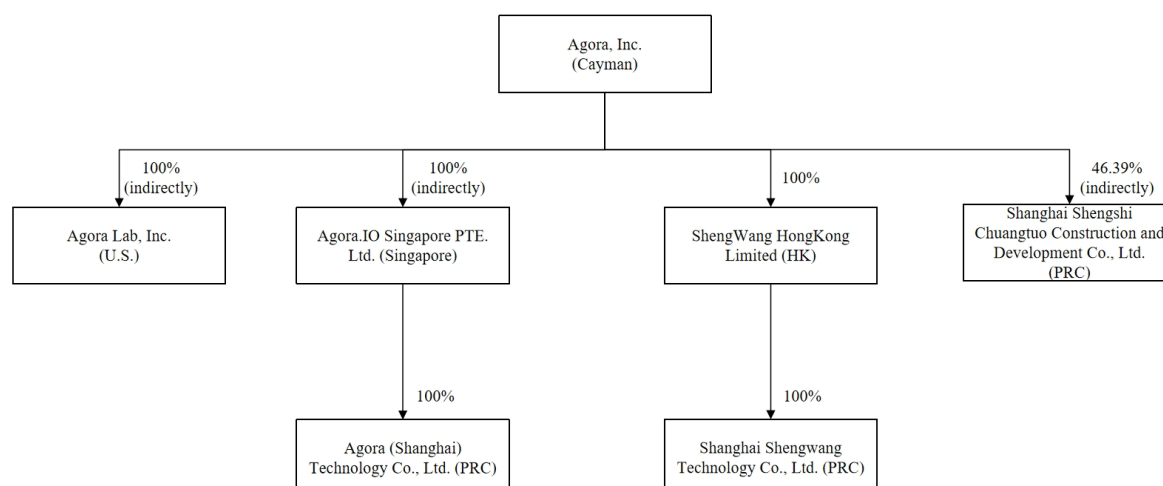 Agora, Inc.
(Cayman)
100%
(indirectly)
100%
(indirectly)
100%
46.39%
(indirectly)
Agora Lab, Inc.
(U.S.)
Agora.IO Singapore PTE.
Ltd. (Singapore)
ShengWang HongKong
Limited (HK)
Shanghai Shengshi
Chuangtuo Construction and
Development Co., Ltd.
(PRC)
100%
100%
Agora (Shanghai)
Technology Co., Ltd. (PRC)
Shanghai Shengwang
Technology Co., Ltd. (PRC)